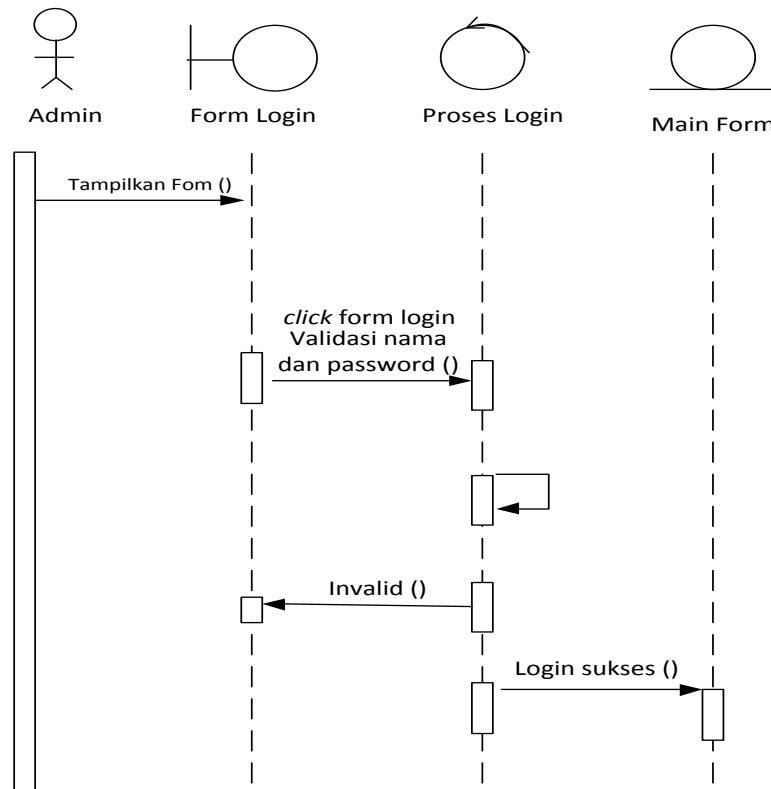 Admin
Form Login
Proses Login
Main Form
Tampilkan Fom ()
click form login
Validasi nama
dan password ()
Invalid ()
Login sukses ()